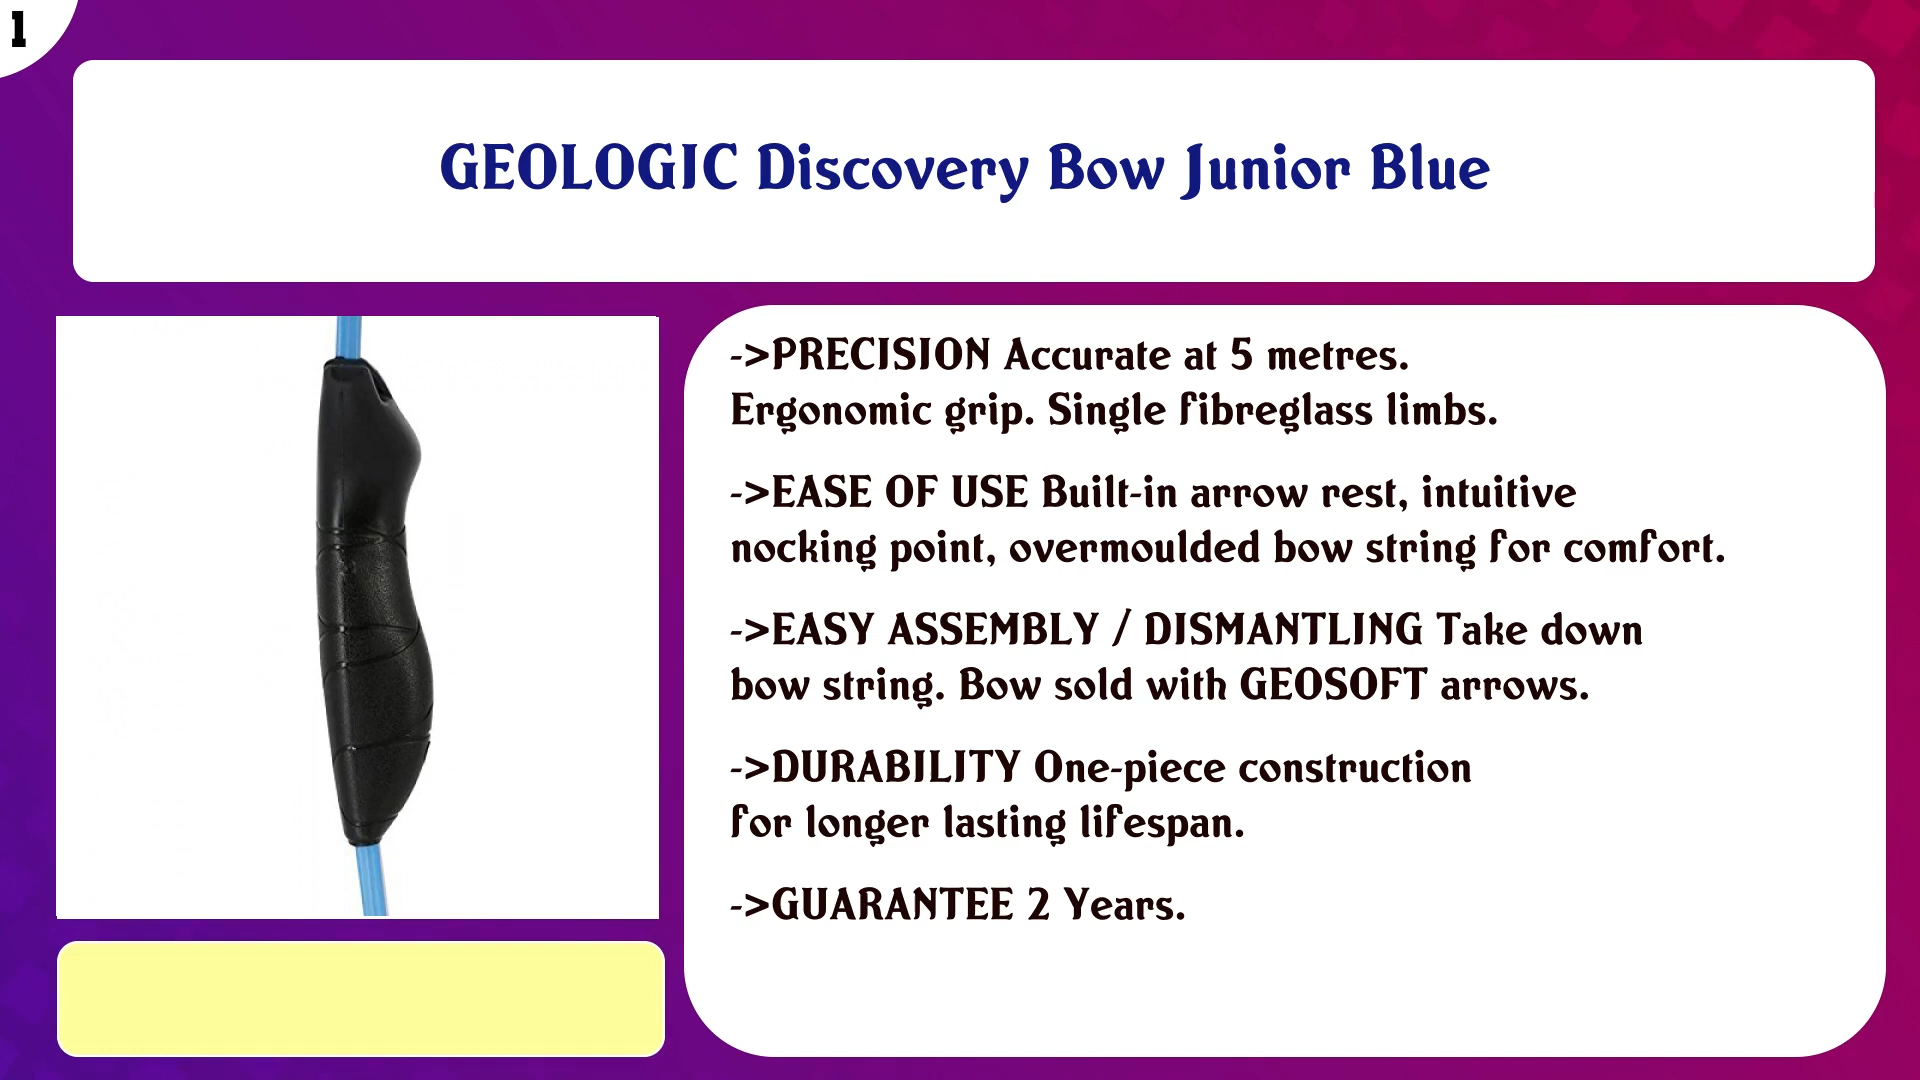 1
GEOLOGIC Discovery Bow Junior Blue
->PRECISION Accurate at 5 metres.
Ergonomic grip. Single fibreglass limbs.
->EASE OF USE Built-in arrow rest, intuitive
nocking point, overmoulded bow string for comfort.
->EASY ASSEMBLY / DISMANTLING Take down
bow string. Bow sold with GEOSOFT arrows.
->DURABILITY One-piece construction
for longer lasting lifespan.
->GUARANTEE 2 Years.